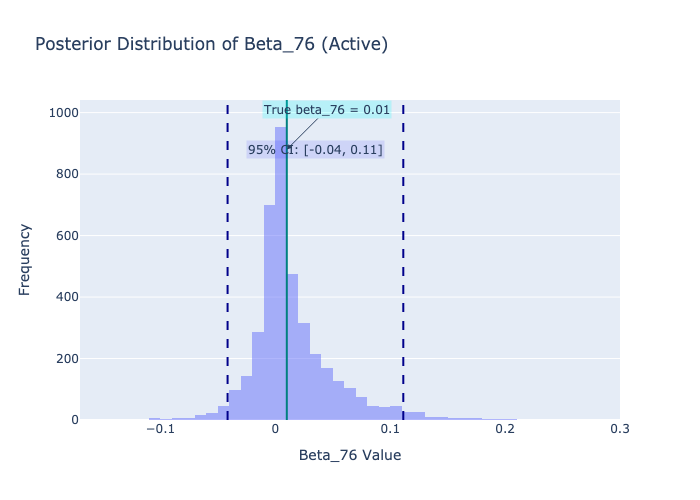 Posterior Distribution of Beta_76 (Active)
True beta_76 = 0.01
95% CI: [-0.04, 0.11]
1000
800
600
400
200
0
Frequency
−0.1
0
0.1
0.2
0.3
Beta_76 Value